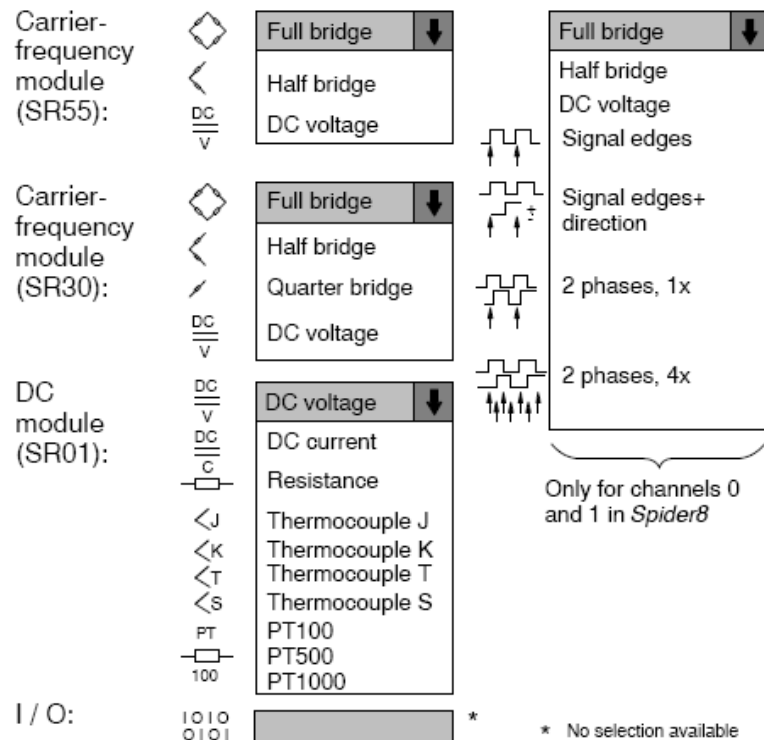 Carrier-
frequency
module
(SR55):
Full bridge
Half bridge
DC
V
DC voltage
Full bridge
Half bridge
DC voltage
Signal edges
Signal edges+
direction
±
2 phases, 1x
2 phases, 4x
Only for channels 0
and 1 in Spider8
Carrier-
frequency
module
(SR30):
Full bridge
Half bridge
Quarter bridge
DC
V
DC voltage
DC
module
(SR01):
DC
V
DC voltage
DC
C
DC current
Resistance
J
Thermocouple J
K
Thermocouple K
T
Thermocouple T
S
Thermocouple S
PT
100
PT100
PT500
PT1000
I / O:
1010
0101
*
* No selection available